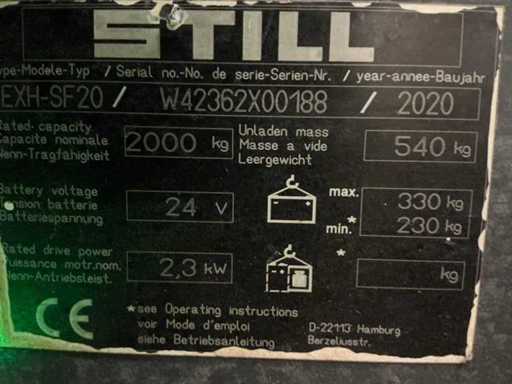 STILL
ype-Modele-Typ / Serial no.-No. de serie-Serien-Nr. / year-annee-Baujahr
EXH-SF20 / W42362X00188 / 2020
Rated capacity
Capacite nominale
Nenn-Tragfähigkeit
2000 kg
Unladen mass
Masse a vide
Leergewicht
540 kg
Battery voltage
Tension batterie
Batteriespannung
24 V
max. 330 kg
min.* 230 kg
Rated drive power
Puissance motr.nom.
Nenn-Antriebsleist.
2,3 kW
* kg
CE
*see Operating instructions
voir Mode d'emploi
siehe Betriebsanleitung
D-22113 Hamburg
Berzeliusstr.